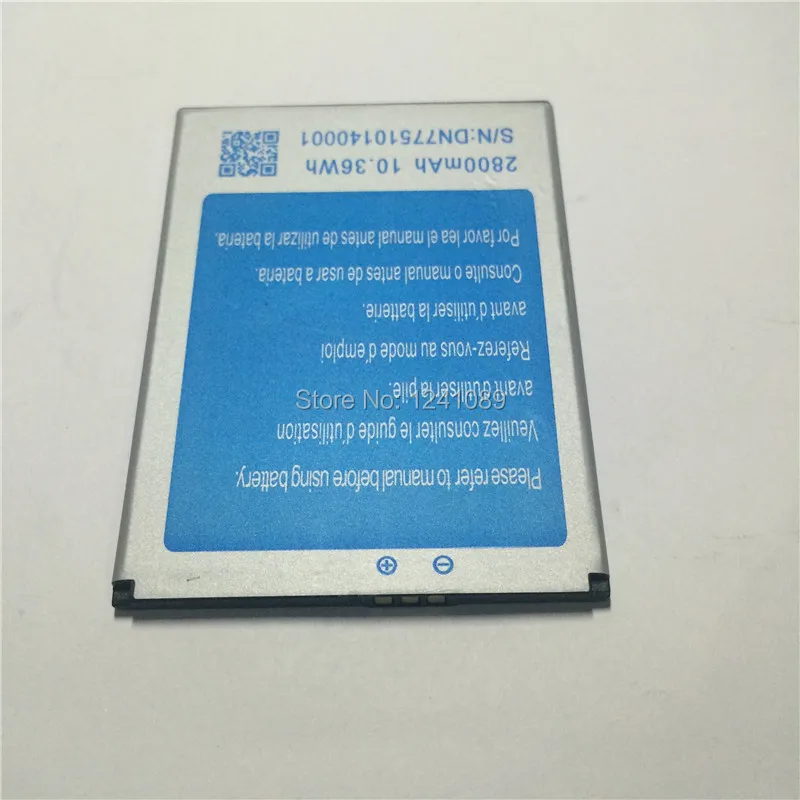 Please refer to manual before using battery.
Veuillez consulter le guide d'utilisation
avant d'utiliser la pile.
Referez-vous au mode d'emploi
avant d'utiliser la batterie.
Consulte o manual antes de usar a bateria.
Por favor lea el manual antes de utilizar la bateria.
2800mAh 10.36Wh
S/N:DN77510140001
Store No: 1241089